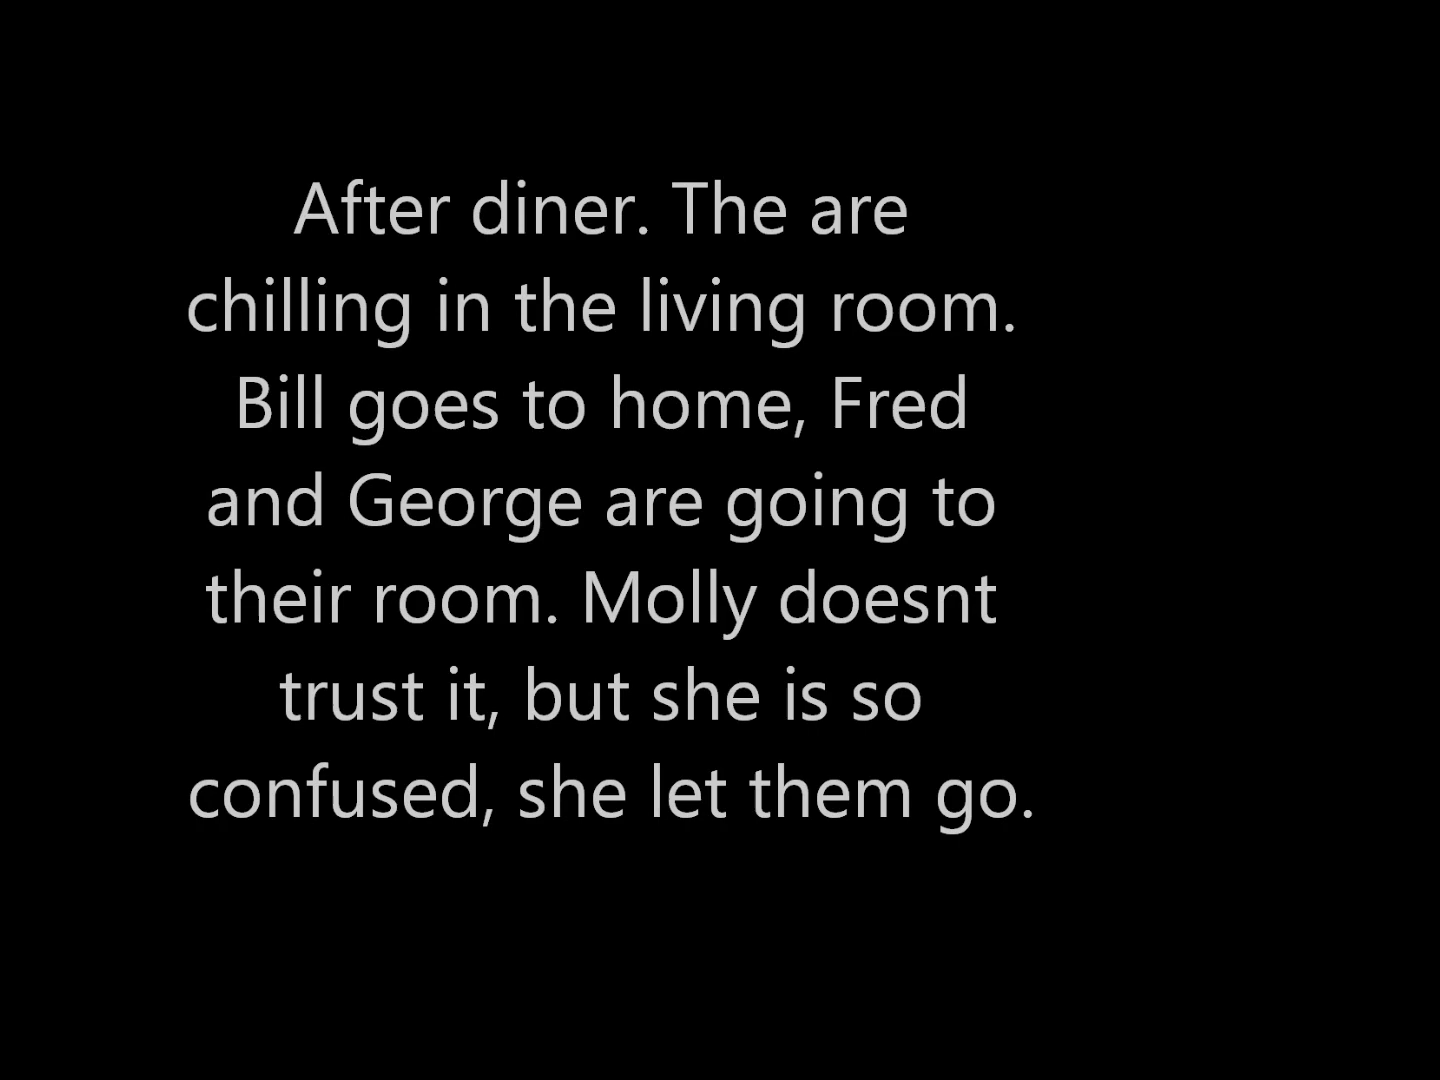 After diner. The are
chilling in the living room.
Bill goes to home, Fred
and George are going to
their room. Molly doesnt
trust it, but she is so
confused, she let them go.